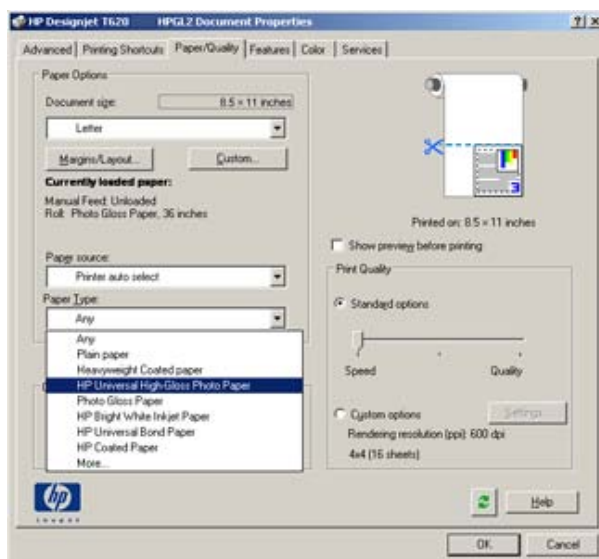 HP Designjet T620 HPGL2 Document Properties
Advanced Printing Shortcuts Paper/Quality Features Color Services
Paper Options
Document size: 8.5 × 11 inches
Letter
Margins/Layout... Custom...
Currently loaded paper:
Manual Feed: Unloaded
Roll: Photo Gloss Paper, 36 inches
Paper source:
Printer auto select
Paper Type:
Any
Any
Plain paper
Heavyweight Coated paper
HP Universal High-Gloss Photo Paper
Photo Gloss Paper
HP Bright White Inkjet Paper
HP Universal Bond Paper
HP Coated Paper
More...
3
Printed on: 8.5 × 11 inches
Show preview before printing
Print Quality
Standard options
Speed Quality
Custom options Settings
Rendering resolution (ppi): 600 dpi
4x4 (16 sheets)
hp
invent
Help
OK Cancel